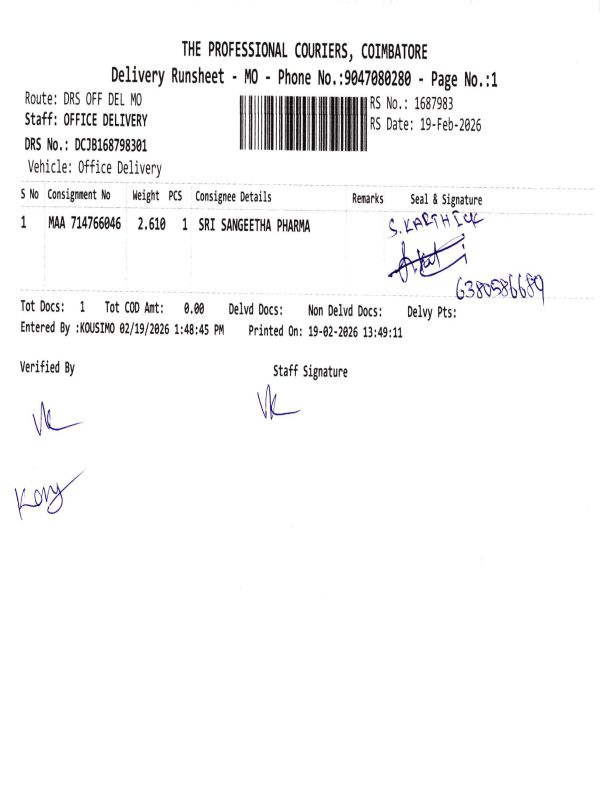 THE PROFESSIONAL COURIERS, COIMBATORE
Delivery Runsheet - MO - Phone No.:9047080280 - Page No.:1
Route: DRS OFF DEL MO
RS No.: 1687983
Staff: OFFICE DELIVERY
RS Date: 19-Feb-2026
DRS No.: DCJB168798301
Vehicle: Office Delivery
S No Consignment No Weight PCS Consignee Details Remarks Seal & Signature
1 MAA 714766046 2.610 1 SRI SANGEETHA PHARMA S.KARTHICK
6380586689
Tot Docs: 1 Tot COD Amt: 0.00 Delvd Docs: Non Delvd Docs: Delvy Pts:
Entered By :KOUSIMO 02/19/2026 1:48:45 PM Printed On: 19-02-2026 13:49:11
Verified By Staff Signature